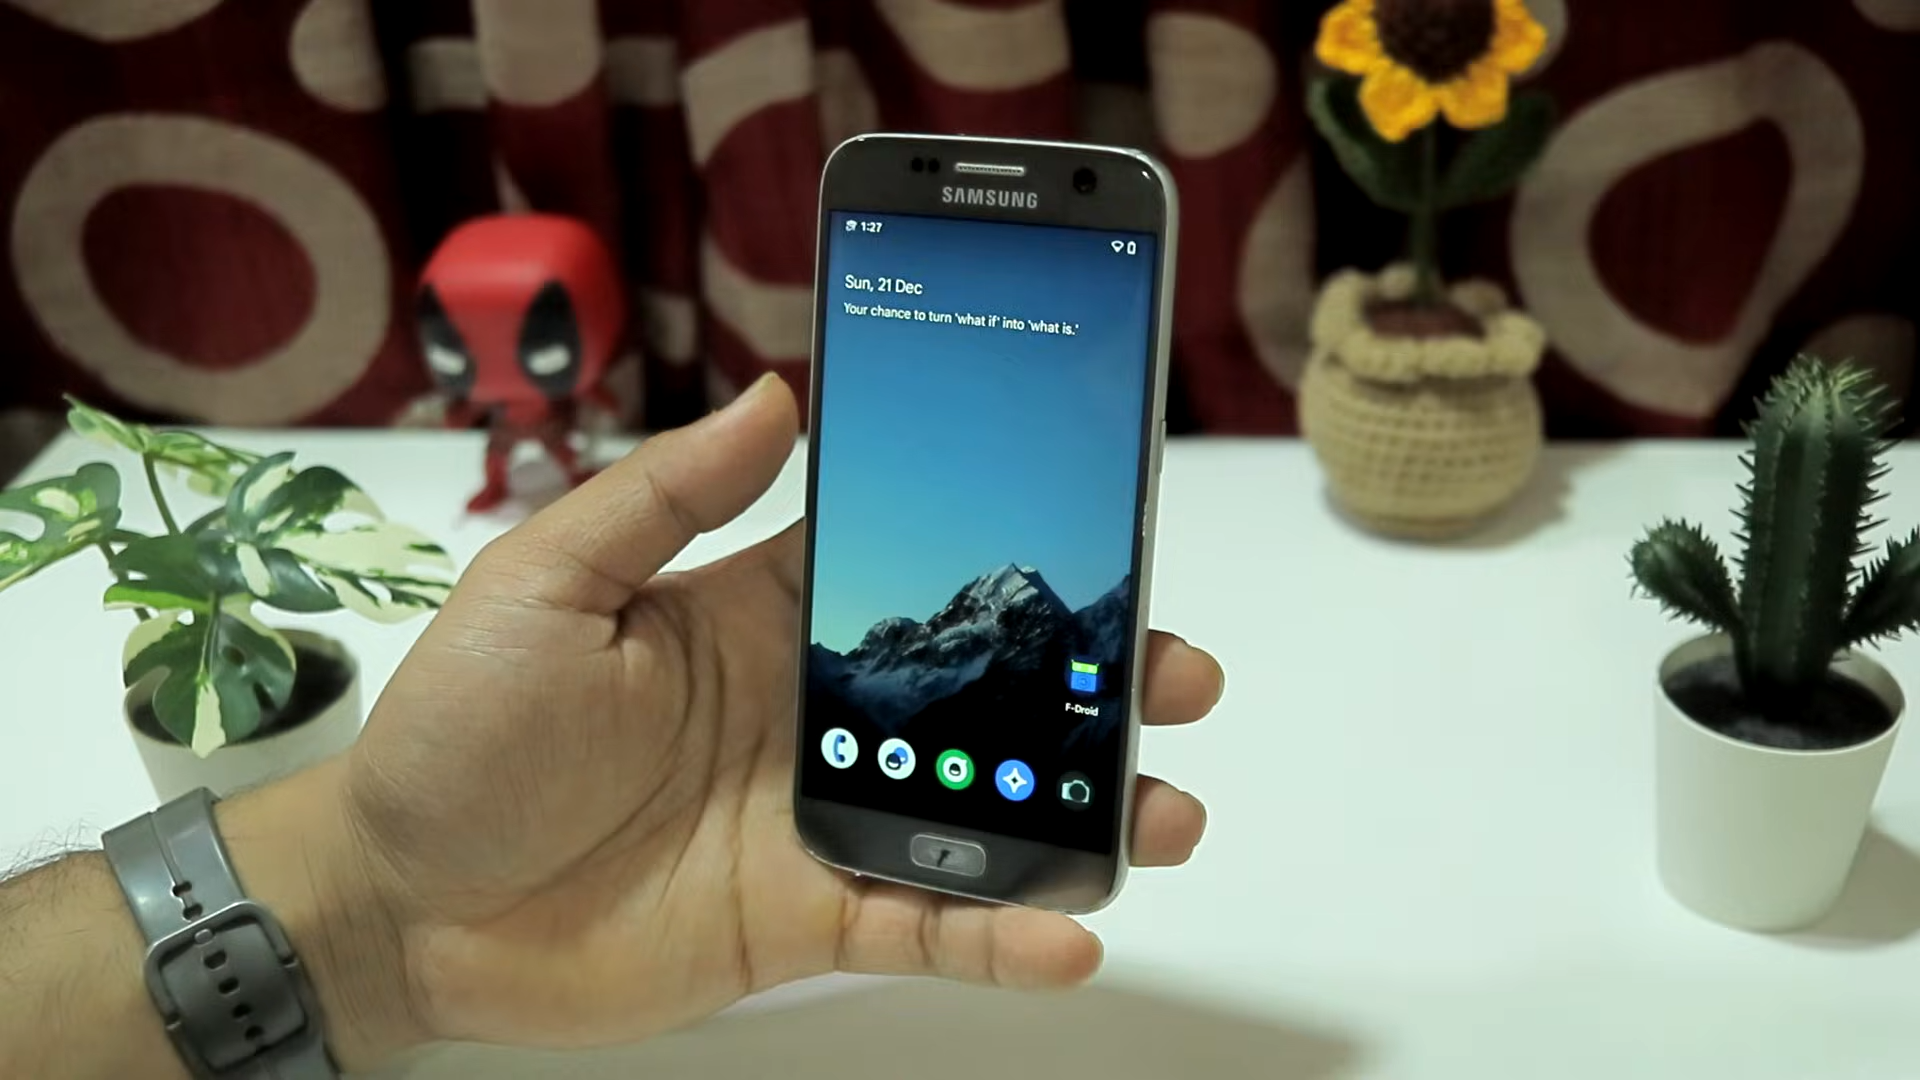 SAMSUNG
1:27
Sun, 21 Dec
Your chance to turn 'what if' into 'what is.'
F-Droid